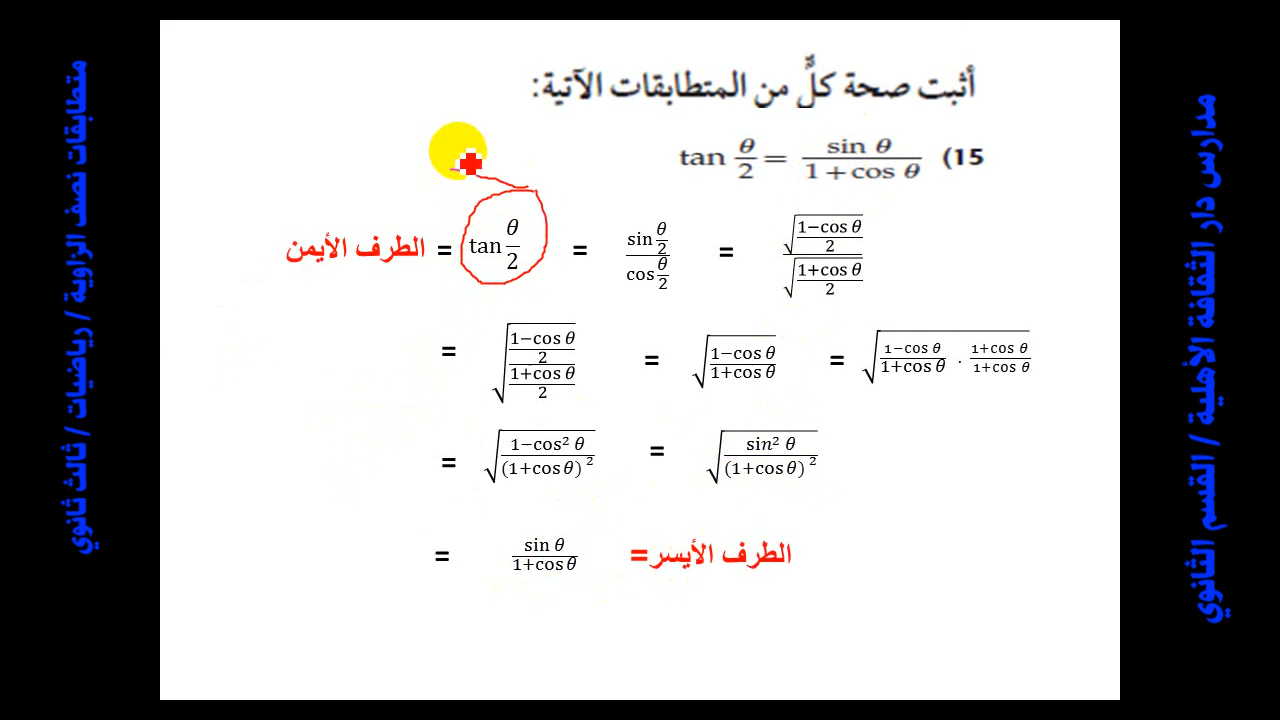 أثبت صحة كلٌّ من المتطابقات الآتية:
15) tan θ/2 = sin θ / 1 + cos θ
الطرف الأيمن = tan θ/2 = sin θ/2 / cos θ/2 = √(1−cos θ / 2) / √(1+cos θ / 2)
= √((1−cos θ / 2) / (1+cos θ / 2)) = √(1−cos θ / 1+cos θ) = √(1−cos θ / 1+cos θ · 1+cos θ / 1+cos θ)
= √(1−cos² θ / (1+cos θ)²) = √(sin² θ / (1+cos θ)²)
= sin θ / 1+cos θ = الطرف الأيسر
مدارس دار الثقافة الأهلية / القسم الثانوي
متطابقات نصف الزاوية / رياضيات / ثالث ثانوي